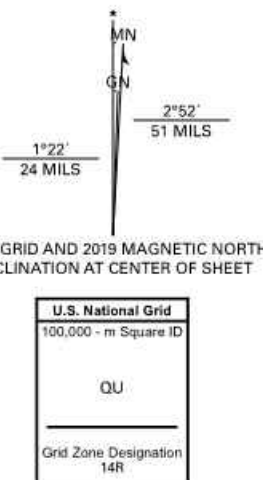 *
MN
GN
2°52´
51 MILS
1°22´
24 MILS
GRID AND 2019 MAGNETIC NORTH
CLINATION AT CENTER OF SHEET
U.S. National Grid
100,000 - m Square ID
QU
Grid Zone Designation
14R